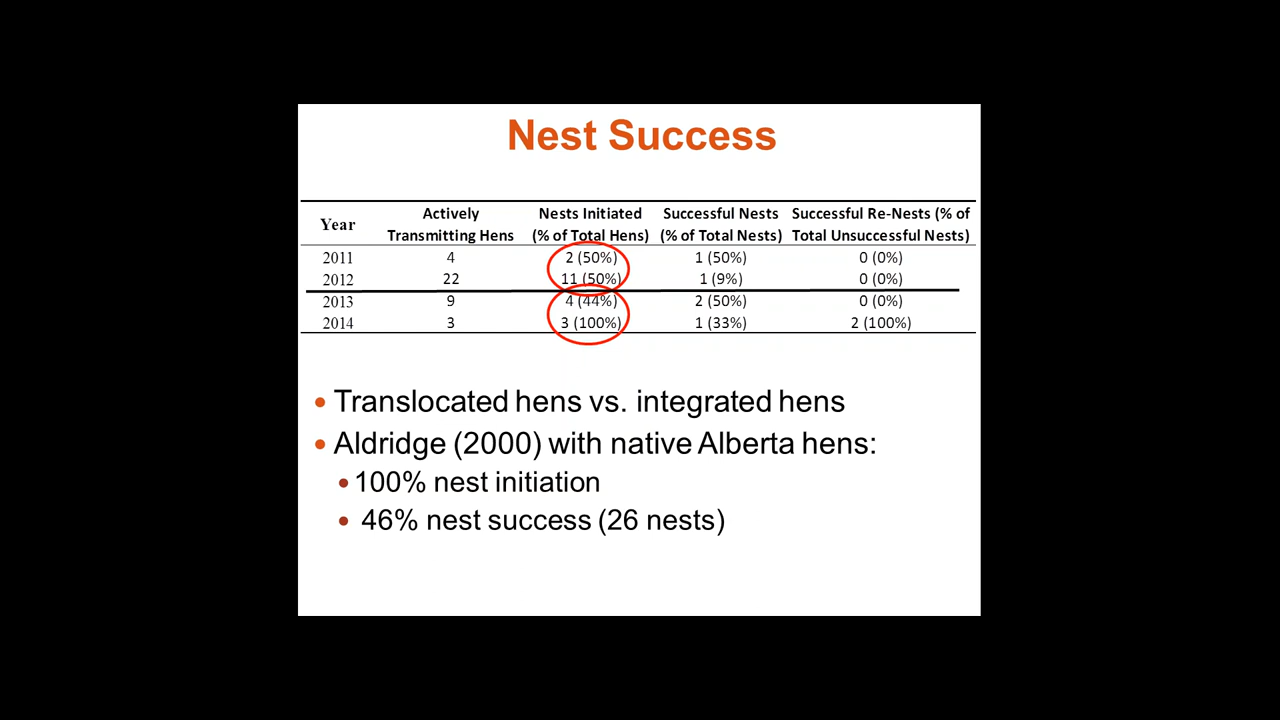 Nest Success
Year Actively Transmitting Hens Nests Initiated (% of Total Hens) Successful Nests (% of Total Nests) Successful Re-Nests (% of Total Unsuccessful Nests)
2011 4 2 (50%) 1 (50%) 0 (0%)
2012 22 11 (50%) 1 (9%) 0 (0%)
2013 9 4 (44%) 2 (50%) 0 (0%)
2014 3 3 (100%) 1 (33%) 2 (100%)
• Translocated hens vs. integrated hens
• Aldridge (2000) with native Alberta hens:
• 100% nest initiation
• 46% nest success (26 nests)